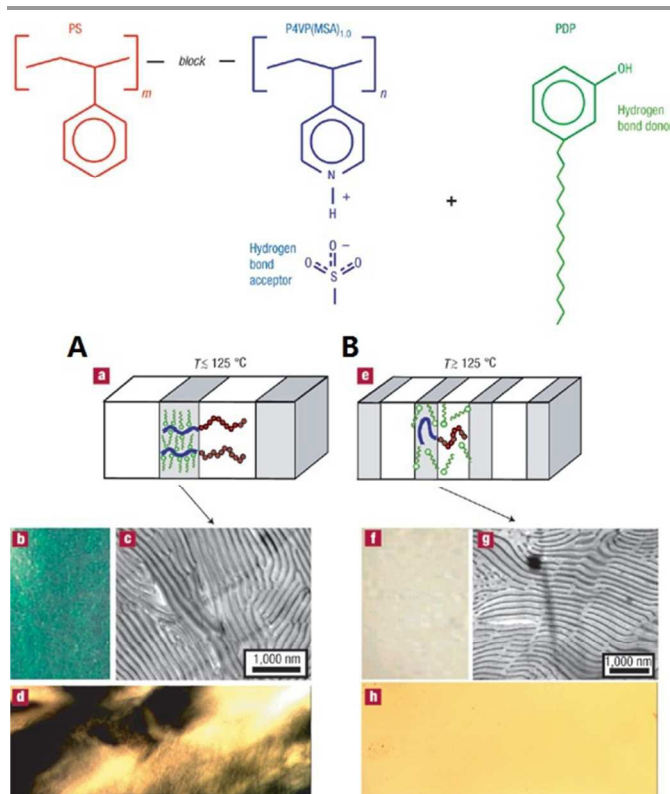 PS
P4VP(MSA)1.0
PDP
block
m
n
OH
Hydrogen
bond donor
N
+
H
+
Hydrogen
bond
acceptor
O −
O S O
A
B
T ≤ 125 °C
T ≥ 125 °C
a
e
b
c
f
g
1,000 nm
1,000 nm
d
h